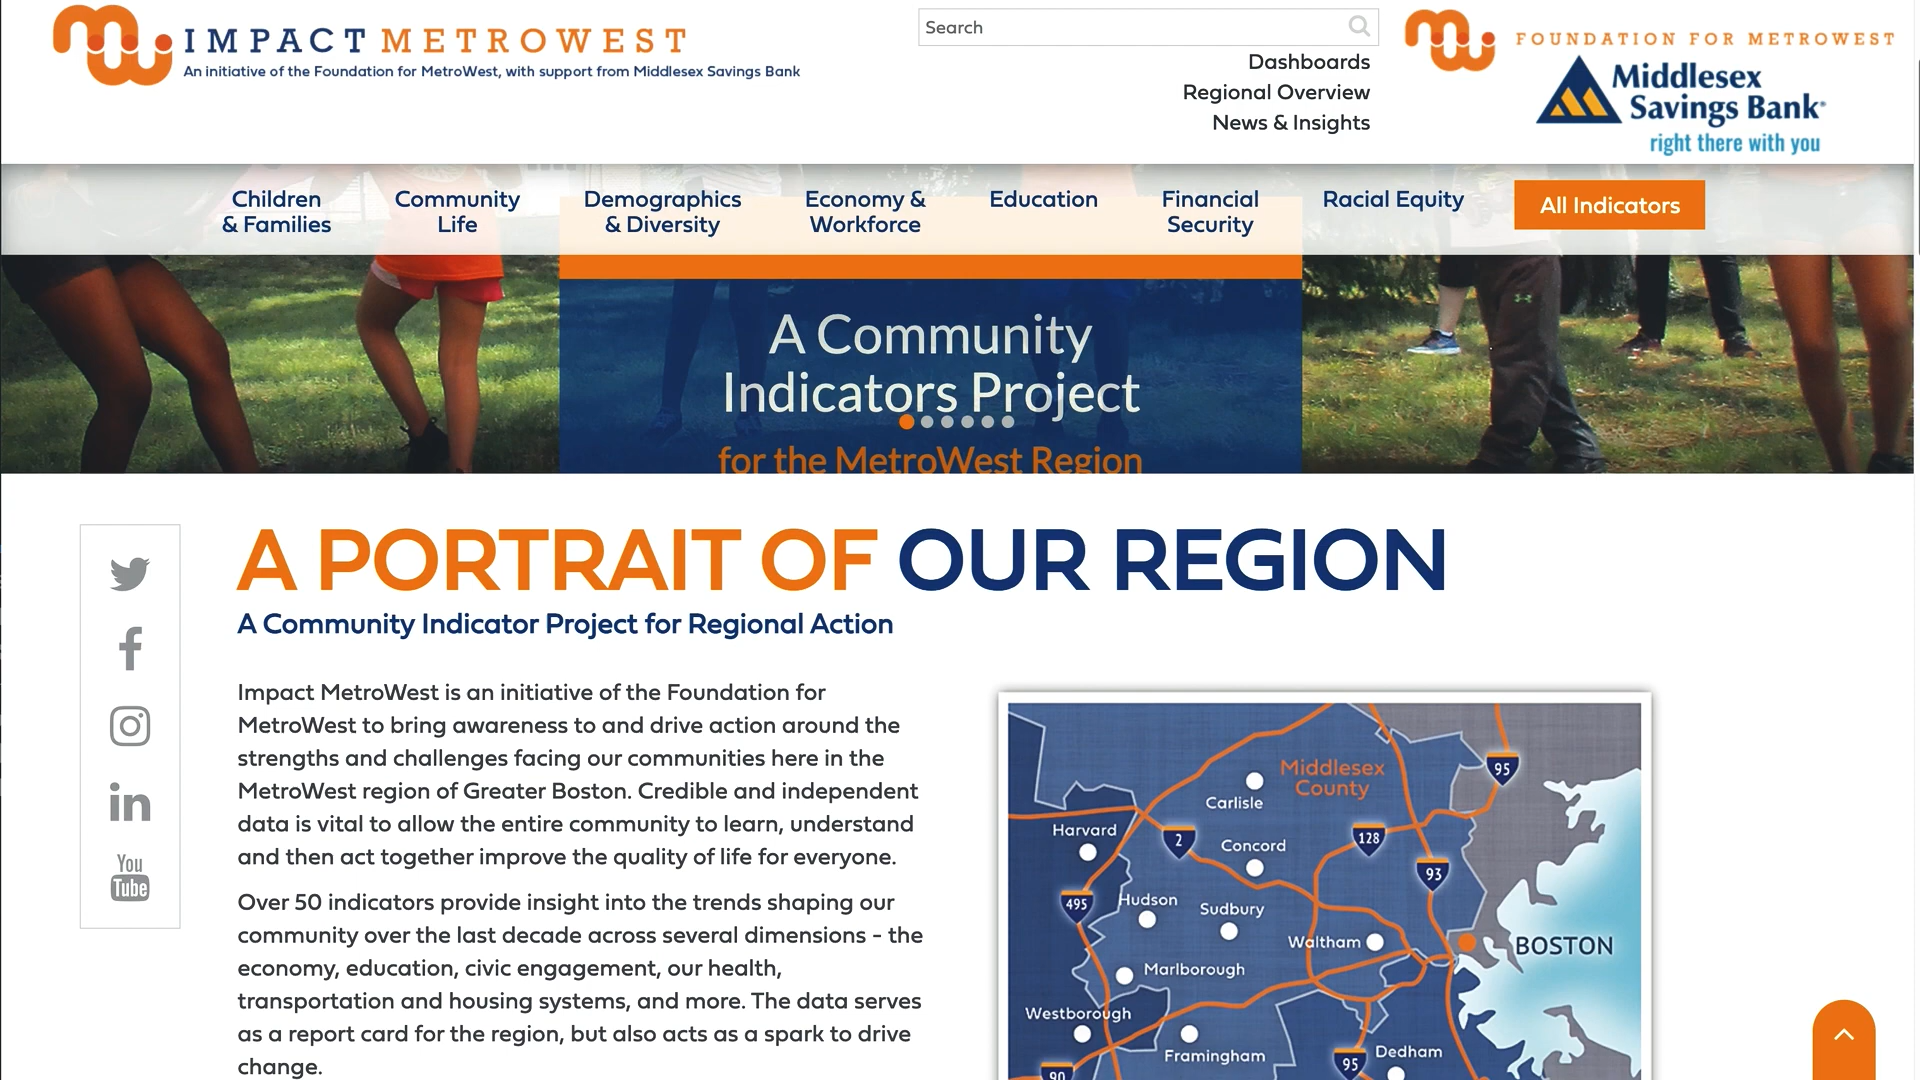 IMPACT METROWEST
An initiative of the Foundation for MetroWest, with support from Middlesex Savings Bank
Search
Dashboards
Regional Overview
News & Insights
FOUNDATION FOR METROWEST
Middlesex
Savings Bank
right there with you
Children
& Families
Community
Life
Demographics
& Diversity
Economy &
Workforce
Education
Financial
Security
Racial Equity
All Indicators
A Community
Indicators Project
for the MetroWest Region
A PORTRAIT OF OUR REGION
A Community Indicator Project for Regional Action
Impact MetroWest is an initiative of the Foundation for
MetroWest to bring awareness to and drive action around the
strengths and challenges facing our communities here in the
MetroWest region of Greater Boston. Credible and independent
data is vital to allow the entire community to learn, understand
and then act together improve the quality of life for everyone.
Over 50 indicators provide insight into the trends shaping our
community over the last decade across several dimensions - the
economy, education, civic engagement, our health,
transportation and housing systems, and more. The data serves
as a report card for the region, but also acts as a spark to drive
change.
You
Tube
Middlesex
County
95
Carlisle
Harvard
2
Concord
128
93
495
Hudson
Sudbury
Waltham
BOSTON
Marlborough
Westborough
Framingham
95
Dedham
90